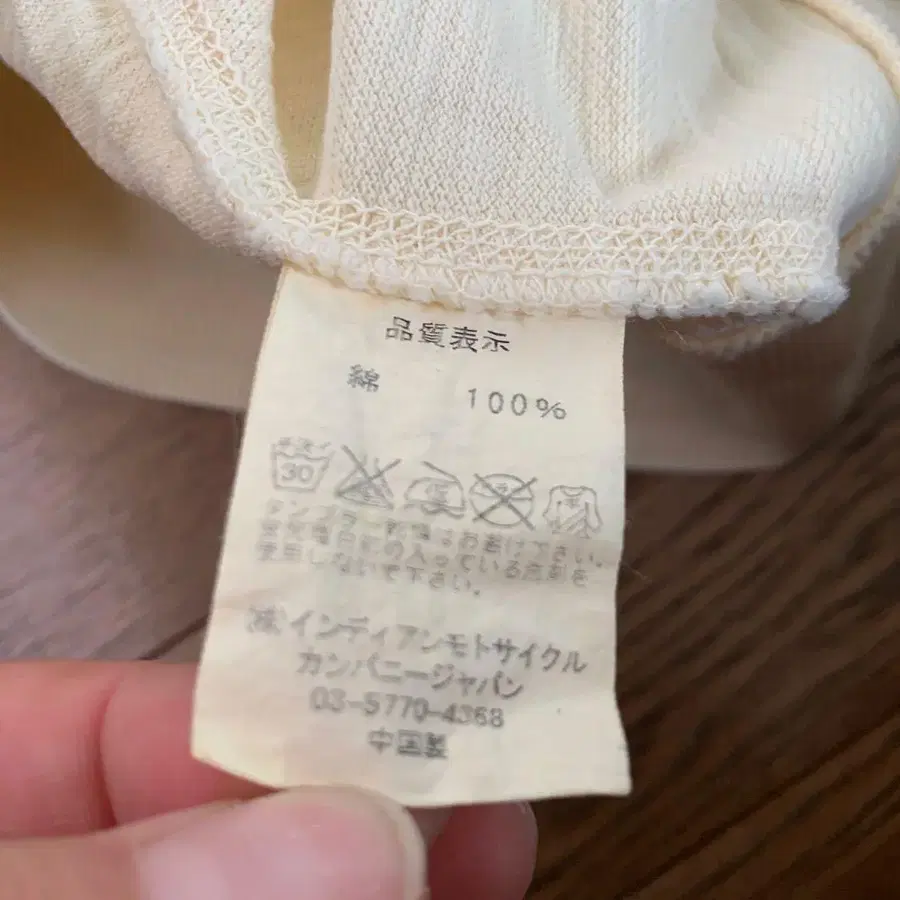 品質表示
綿 100%
30
タンブラー乾燥はお避け下さい。
蛍光増白剤の入っている洗剤を
使用しないで下さい。
㈱インディアンモトサイクル
カンパニージャパン
03-5770-4368
中国製